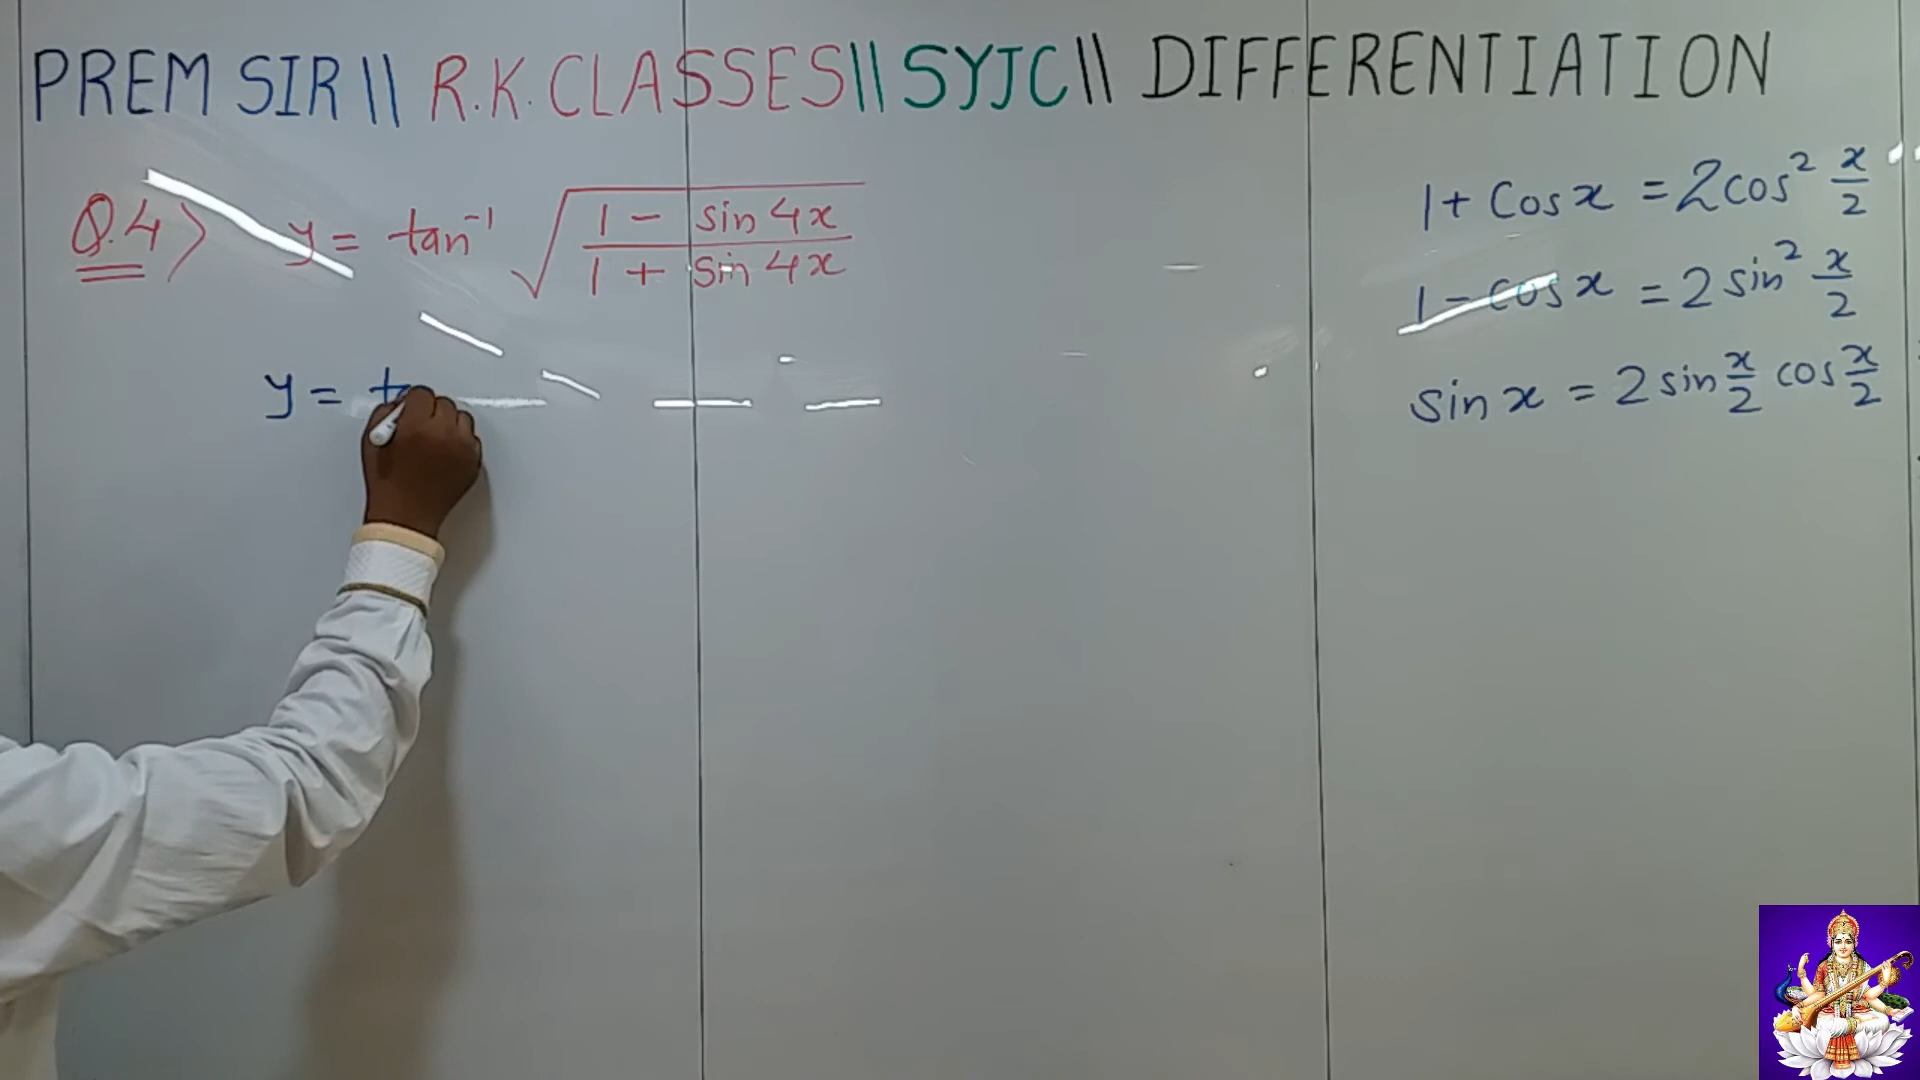 PREM SIR || R.K. CLASSES || SYJC || DIFFERENTIATION
Q.4> y = tan⁻¹ √((1 - sin 4x)/(1 + sin 4x))
y =
1 + Cos x = 2cos² x/2
1 - cos x = 2 sin² x/2
sin x = 2 sin x/2 cos x/2